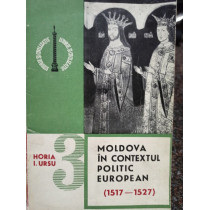 HORIA
I. URSU
3
MOLDOVA
ÎN CONTEXTUL
POLITIC
EUROPEAN
(1517—1527)